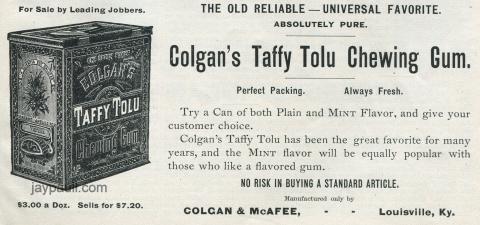 For Sale by Leading Jobbers.
COLGAN'S
TAFFY TOLU
Chewing Gum
jaypaull.com
$3.00 a Doz. Sells for $7.20.
THE OLD RELIABLE — UNIVERSAL FAVORITE.
ABSOLUTELY PURE.
Colgan's Taffy Tolu Chewing Gum.
Perfect Packing. Always Fresh.
Try a Can of both Plain and MINT Flavor, and give your
customer choice.
Colgan's Taffy Tolu has been the great favorite for many
years, and the MINT flavor will be equally popular with
those who like a flavored gum.
NO RISK IN BUYING A STANDARD ARTICLE.
Manufactured only by
COLGAN & McAFEE, - - Louisville, Ky.